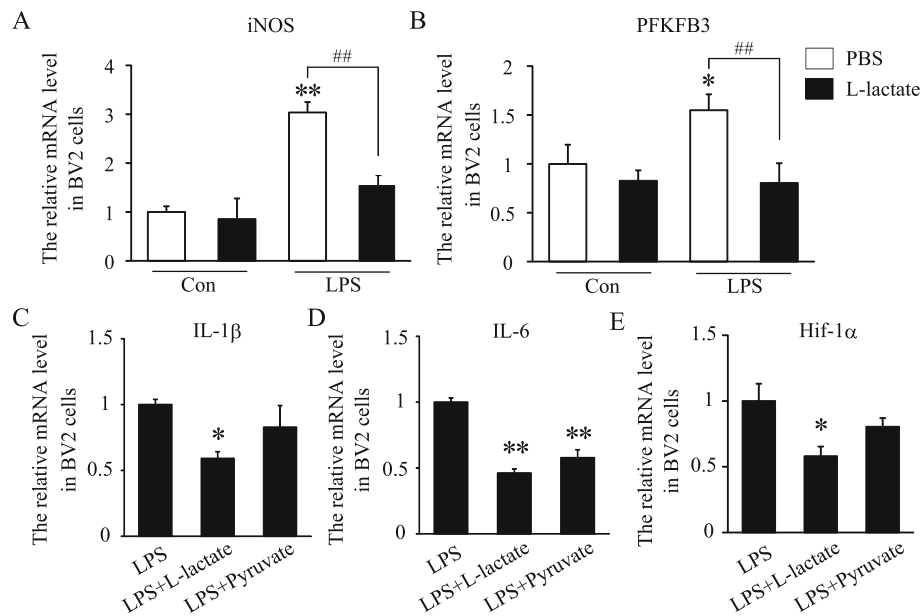 A
iNOS
The relative mRNA level
in BV2 cells
5
4
3
2
1
0
**
##
Con
LPS
B
PFKFB3
The relative mRNA level
in BV2 cells
2
1.5
1
0.5
0
*
##
Con
LPS
PBS
L-lactate
C
IL-1β
The relative mRNA level
in BV2 cells
1.5
1
0.5
0
*
LPS
LPS+L-lactate
LPS+Pyruvate
D
IL-6
The relative mRNA level
in BV2 cells
1.5
1
0.5
0
**
**
LPS
LPS+L-lactate
LPS+Pyruvate
E
Hif-1α
The relative mRNA level
in BV2 cells
1.5
1
0.5
0
*
LPS
LPS+L-lactate
LPS+Pyruvate